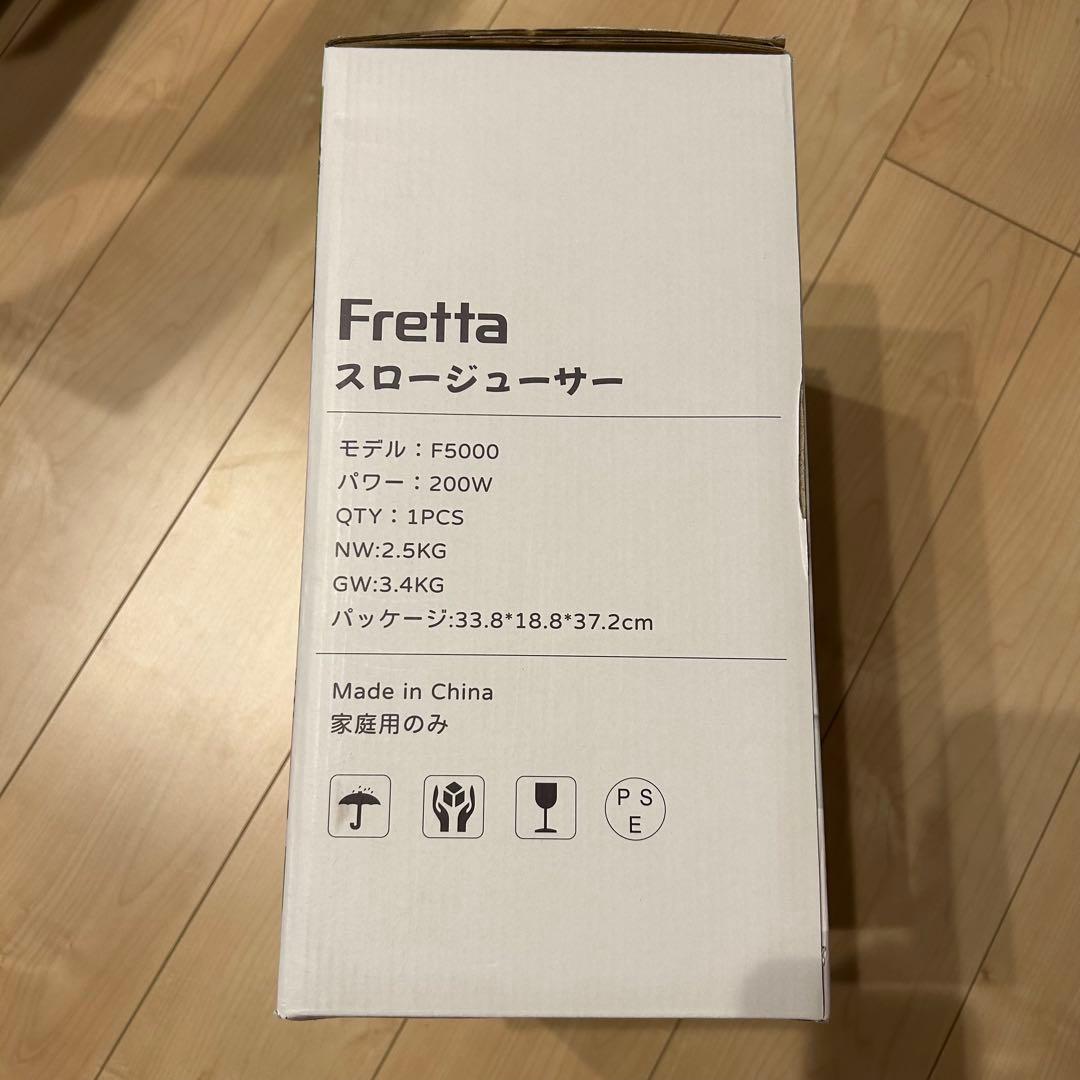 Fretta
スロージューサー
モデル：F5000
パワー：200W
QTY：1PCS
NW:2.5KG
GW:3.4KG
パッケージ:33.8*18.8*37.2cm
Made in China
家庭用のみ
P S
E